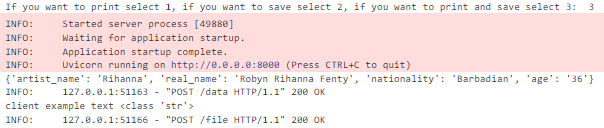 If you want to print select 1, if you want to save select 2, if you want to print and save select 3:  3
INFO:     Started server process [49880]
INFO:     Waiting for application startup.
INFO:     Application startup complete.
INFO:     Uvicorn running on http://0.0.0.0:8000 (Press CTRL+C to quit)
{'artist_name': 'Rihanna', 'real_name': 'Robyn Rihanna Fenty', 'nationality': 'Barbadian', 'age': '36'}
INFO:     127.0.0.1:51163 - "POST /data HTTP/1.1" 200 OK
client example text <class 'str'>
INFO:     127.0.0.1:51166 - "POST /file HTTP/1.1" 200 OK